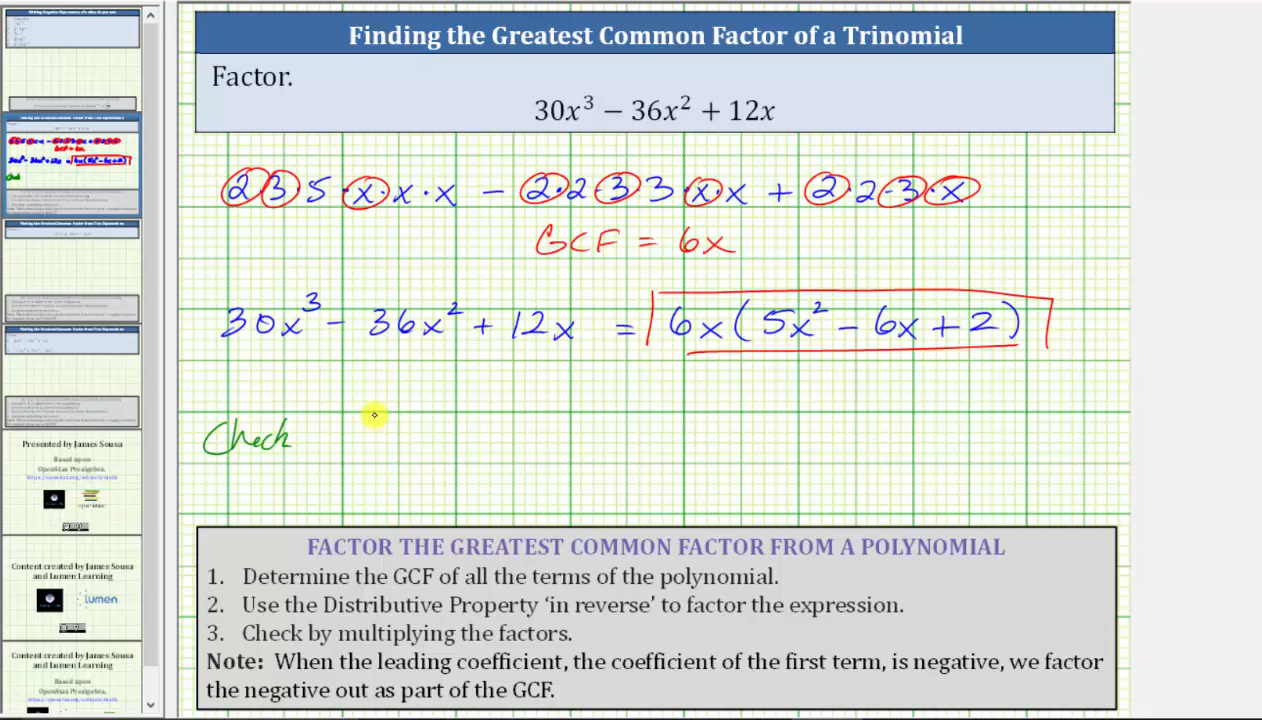 Finding the Greatest Common Factor of a Trinomial
Factor:
30x³ − 36x² + 12x
2·3·5·x·x·x − 2·2·3·3·x·x + 2·2·3·x
GCF = 6x
30x³ − 36x² + 12x = 6x(5x² − 6x + 2)
Check
FACTOR THE GREATEST COMMON FACTOR FROM A POLYNOMIAL
1. Determine the GCF of all the terms of the polynomial.
2. Use the Distributive Property 'in reverse' to factor the expression.
3. Check by multiplying the factors.
Note: When the leading coefficient, the coefficient of the first term, is negative, we factor
the negative out as part of the GCF.
Presented by James Sousa
Based upon
OpenStax Prealgebra.
Content created by James Sousa
and Lumen Learning
lumen
Content created by James Sousa
and Lumen Learning
Based upon
OpenStax Prealgebra.